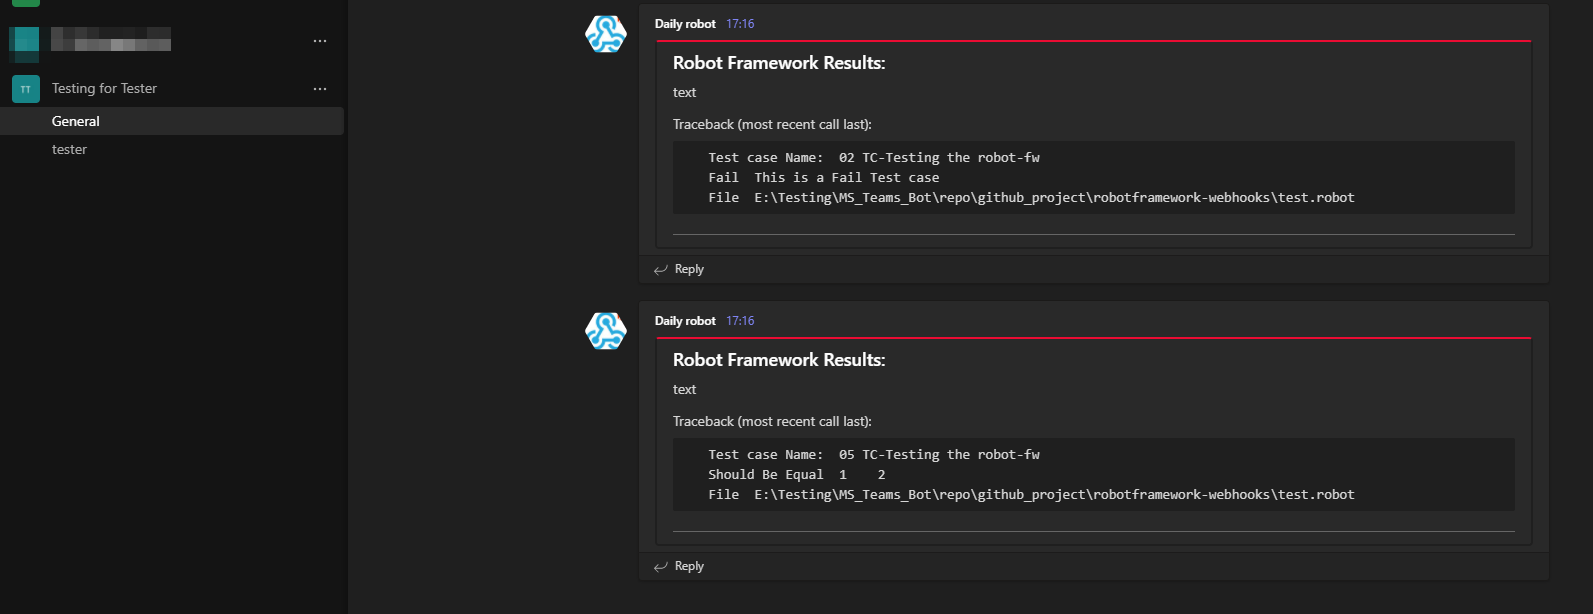 TT
Testing for Tester
...
General
tester
Daily robot 17:16
Robot Framework Results:
text
Traceback (most recent call last):
Test case Name:  02 TC-Testing the robot-fw
Fail  This is a Fail Test case
File  E:\Testing\MS_Teams_Bot\repo\github_project\robotframework-webhooks\test.robot
Reply
Daily robot 17:16
Robot Framework Results:
text
Traceback (most recent call last):
Test case Name:  05 TC-Testing the robot-fw
Should Be Equal  1    2
File  E:\Testing\MS_Teams_Bot\repo\github_project\robotframework-webhooks\test.robot
Reply